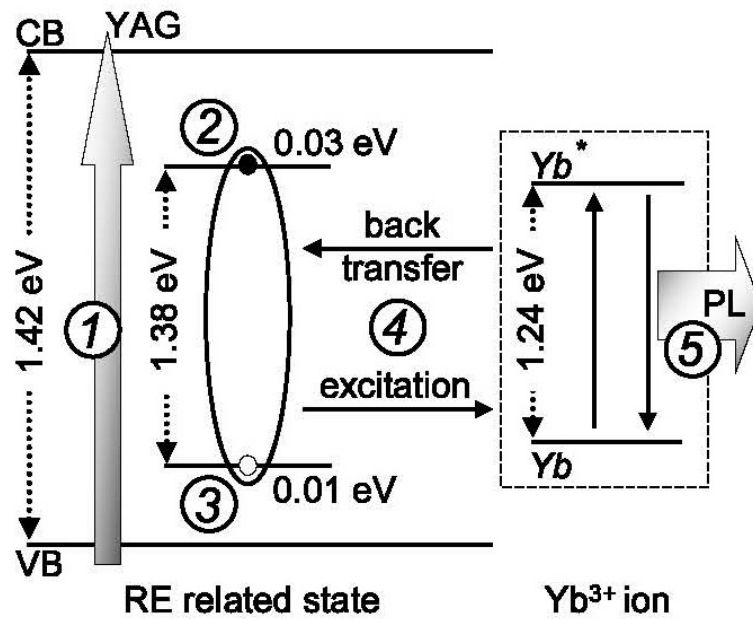 CB YAG
② 0.03 eV
Yb*
back
transfer
1.42 eV
①
1.38 eV
④
1.24 eV
PL
⑤
excitation
Yb
③ 0.01 eV
VB
RE related state
Yb³⁺ ion